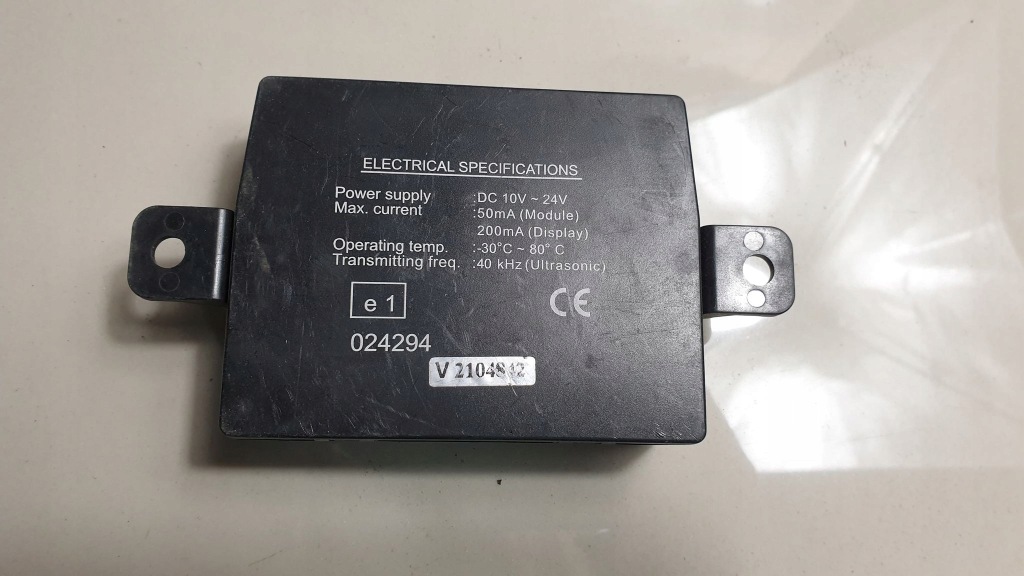 ELECTRICAL SPECIFICATIONS
Power supply :DC 10V ~ 24V
Max. current :50mA (Module)
200mA (Display)
Operating temp. :-30°C ~ 80° C
Transmitting freq. :40 kHz (Ultrasonic)
e 1
CE
024294
V 2104842